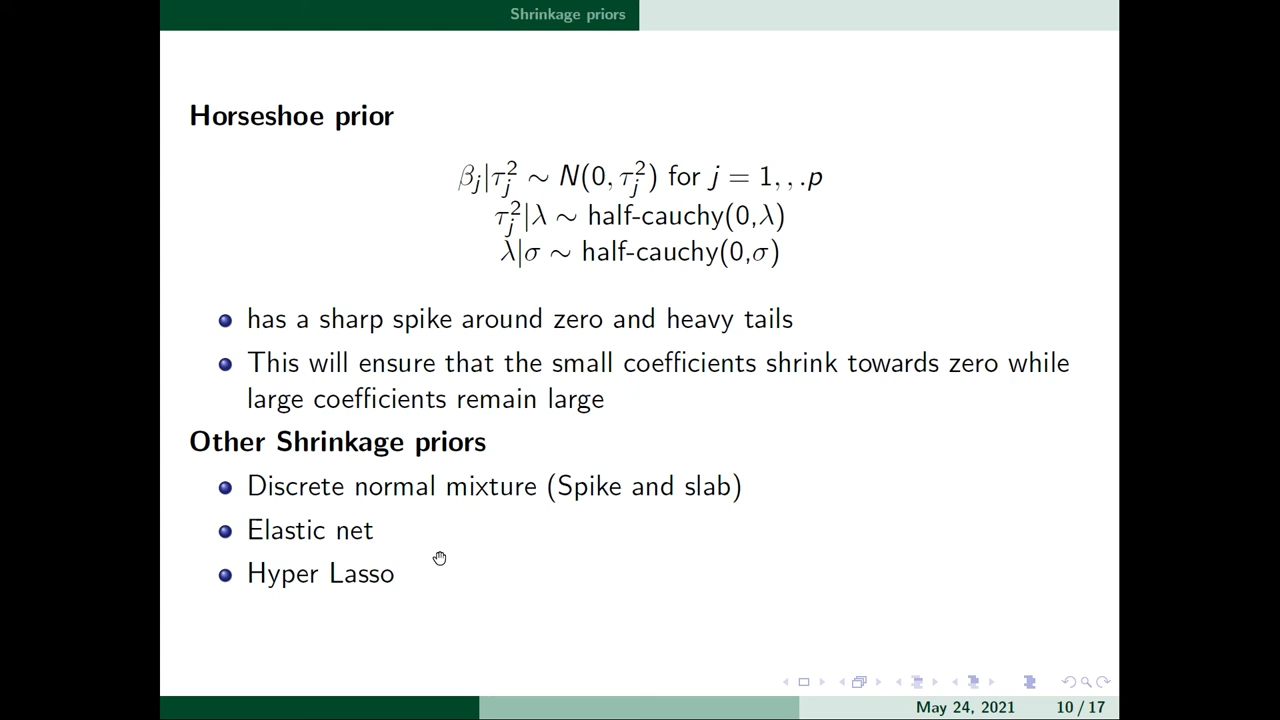 Shrinkage priors
Horseshoe prior
βⱼ|τⱼ² ∼ N(0, τⱼ²) for j = 1,,.p
τⱼ²|λ ∼ half-cauchy(0,λ)
λ|σ ∼ half-cauchy(0,σ)
has a sharp spike around zero and heavy tails
This will ensure that the small coefficients shrink towards zero while
large coefficients remain large
Other Shrinkage priors
Discrete normal mixture (Spike and slab)
Elastic net
Hyper Lasso
May 24, 2021 10 / 17